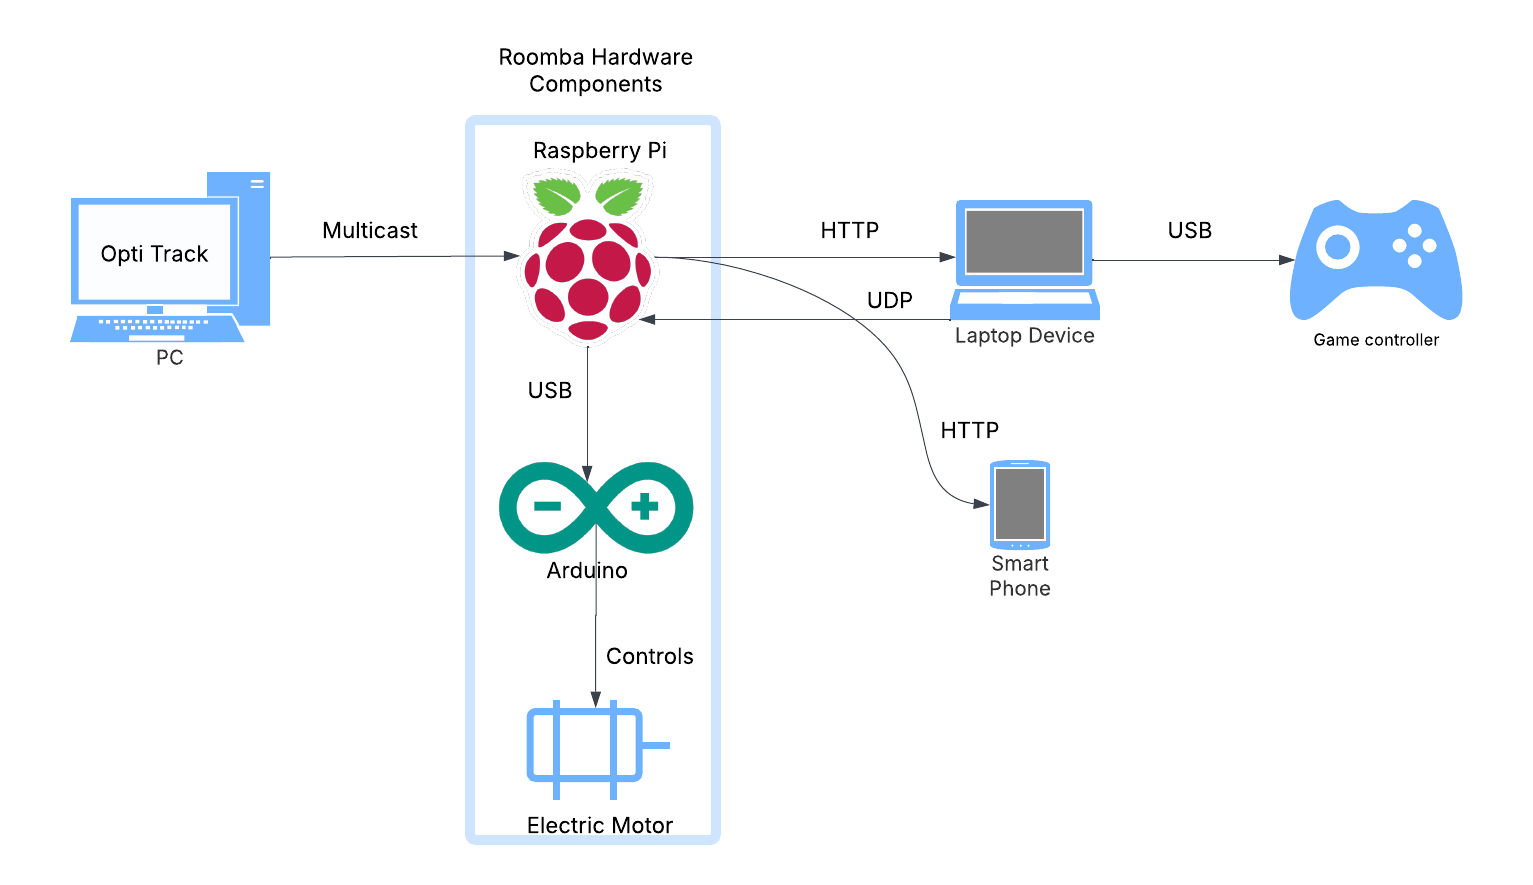 Roomba Hardware
Components
Raspberry Pi
Opti Track
PC
Multicast
HTTP
UDP
Laptop Device
USB
Game controller
USB
HTTP
Smart
Phone
Arduino
Controls
Electric Motor